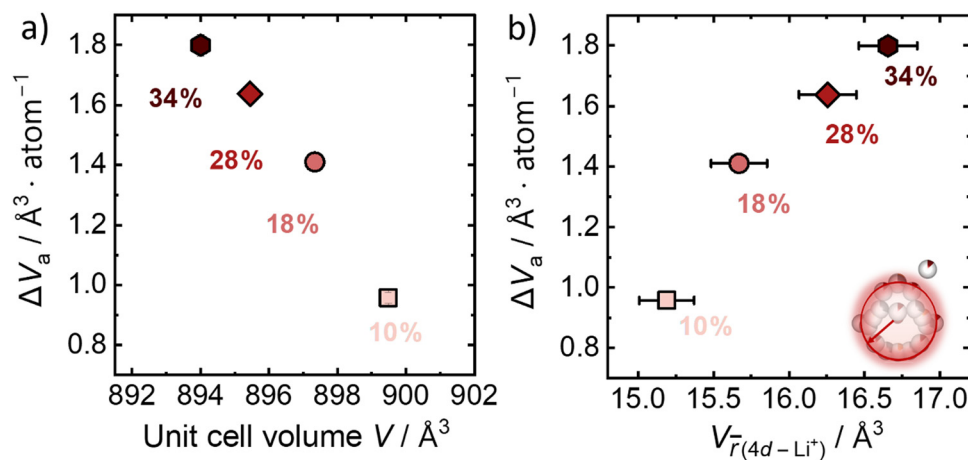 a)
ΔVₐ / Å³ · atom⁻¹
1.8
1.6
1.4
1.2
1.0
0.8
34%
28%
18%
10%
892 894 896 898 900 902
Unit cell volume V / Å³
b)
ΔVₐ / Å³ · atom⁻¹
1.8
1.6
1.4
1.2
1.0
0.8
34%
28%
18%
10%
15.0 15.5 16.0 16.5 17.0
V r̅(4d – Li⁺) / Å³